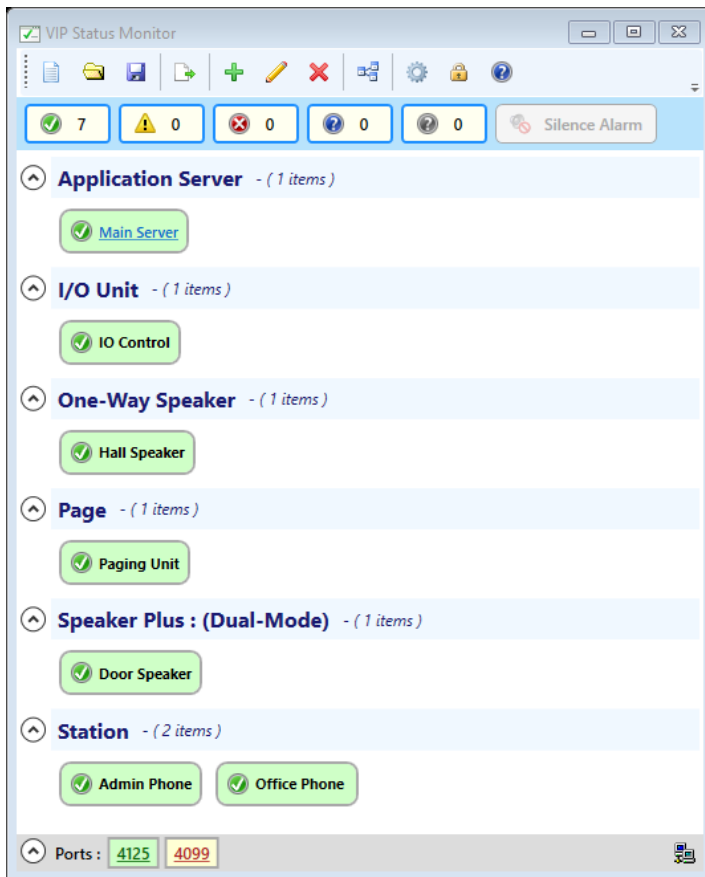 VIP Status Monitor
7 0 0 0 0 Silence Alarm
Application Server - ( 1 items )
Main Server
I/O Unit - ( 1 items )
IO Control
One-Way Speaker - ( 1 items )
Hall Speaker
Page - ( 1 items )
Paging Unit
Speaker Plus : (Dual-Mode) - ( 1 items )
Door Speaker
Station - ( 2 items )
Admin Phone Office Phone
Ports : 4125 4099